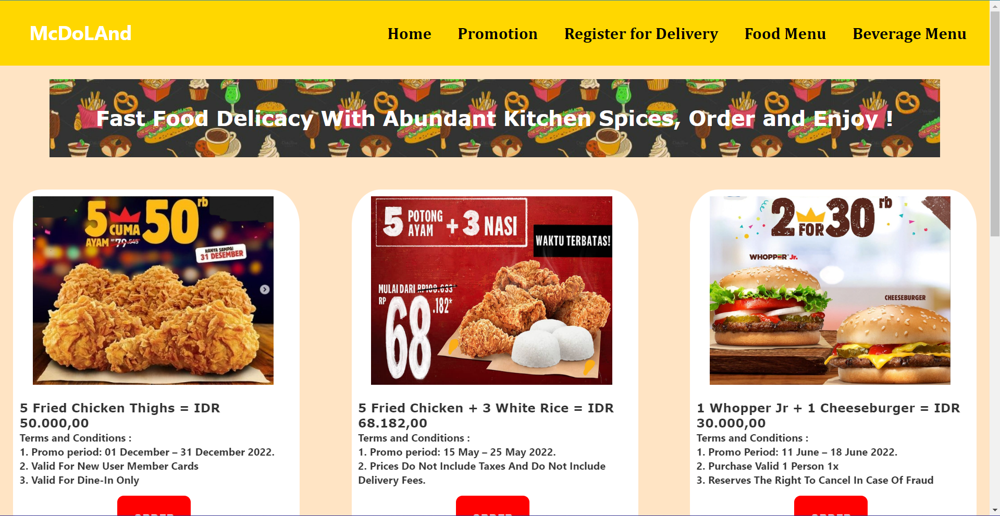 McDoLAnd
Home
Promotion
Register for Delivery
Food Menu
Beverage Menu
Fast Food Delicacy With Abundant Kitchen Spices, Order and Enjoy !
5 CUMA 50rb
AYAM RP79.545
HANYA SAMPAI
31 DESEMBER
5 Fried Chicken Thighs = IDR
50.000,00
Terms and Conditions :
1. Promo period: 01 December – 31 December 2022.
2. Valid For New User Member Cards
3. Valid For Dine-In Only
ORDER
5 POTONG
AYAM + 3 NASI
WAKTU TERBATAS!
MULAI DARI RP109.633*
RP 68.182*
5 Fried Chicken + 3 White Rice = IDR
68.182,00
Terms and Conditions :
1. Promo period: 15 May – 25 May 2022.
2. Prices Do Not Include Taxes And Do Not Include
Delivery Fees.
ORDER
2 FOR 30rb
WHOPPER® Jr.
CHEESEBURGER
1 Whopper Jr + 1 Cheeseburger = IDR
30.000,00
Terms and Conditions :
1. Promo Period: 11 June – 18 June 2022.
2. Purchase Valid 1 Person 1x
3. Reserves The Right To Cancel In Case Of Fraud
ORDER